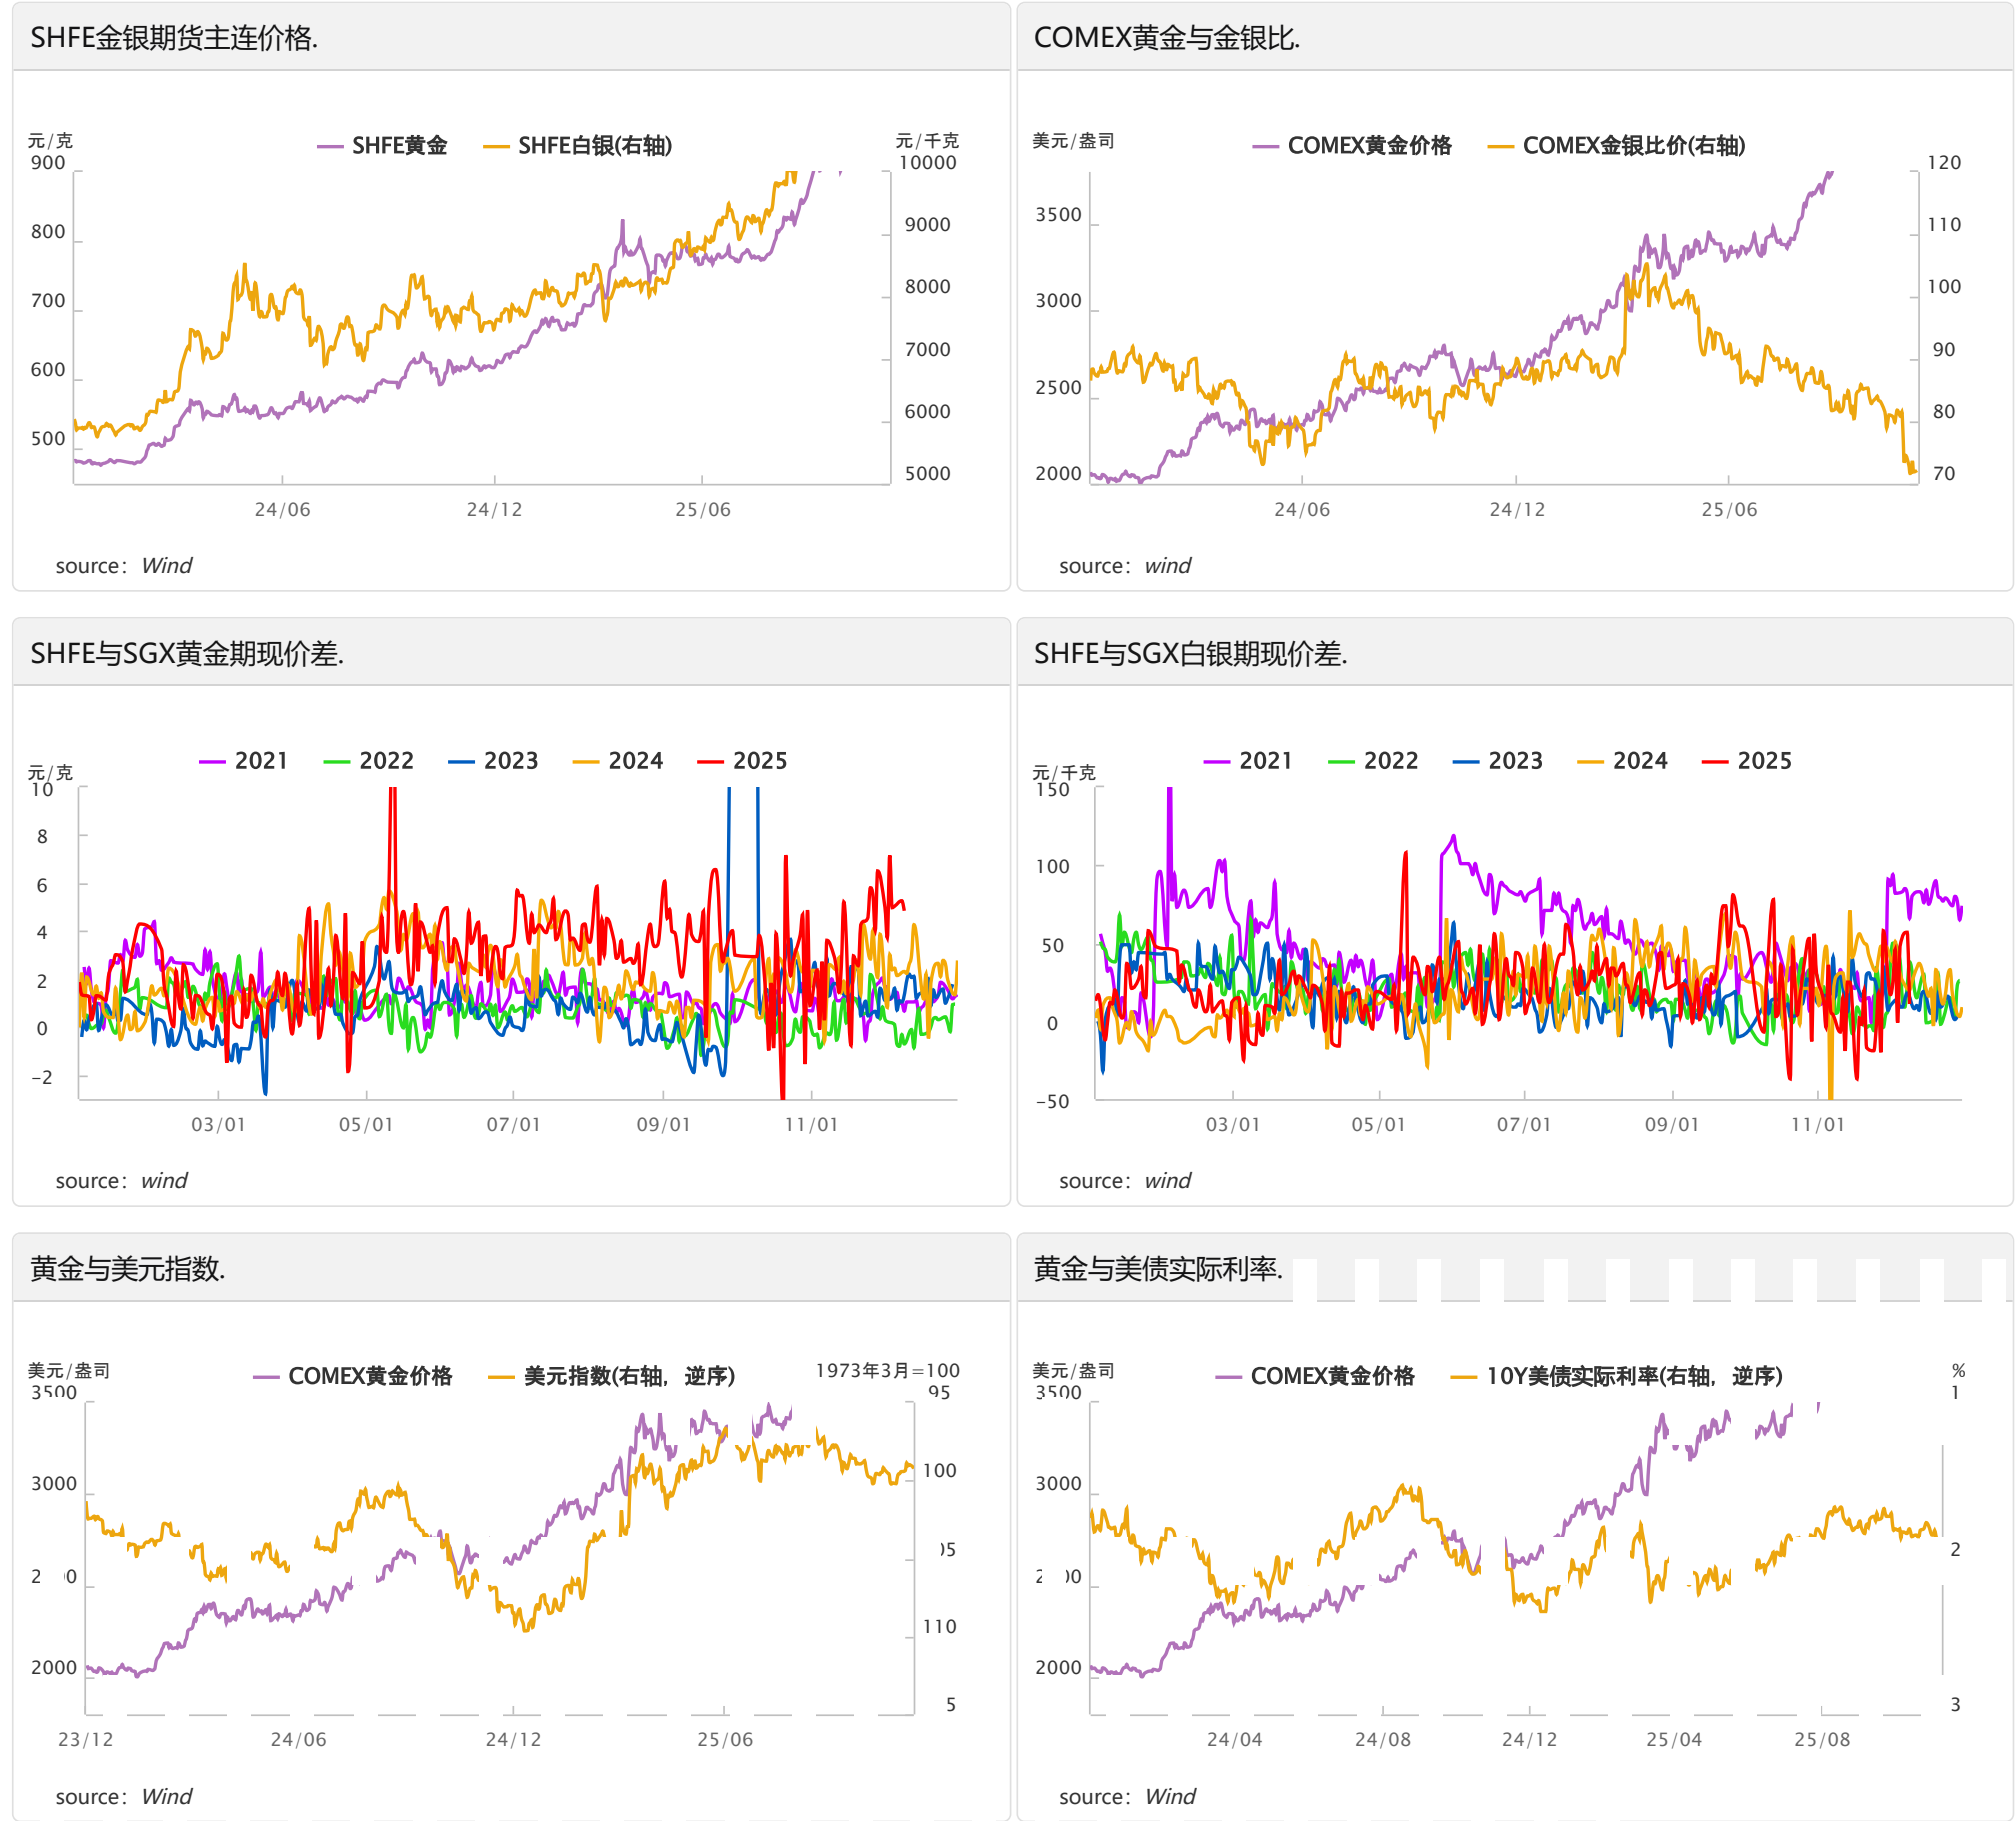 SHFE金银期货主连价格.
元/克
SHFE黄金
SHFE白银(右轴)
元/千克
900
800
700
600
500
10000
9000
8000
7000
6000
5000
24/06
24/12
25/06
source：Wind
COMEX黄金与金银比.
美元/盎司
COMEX黄金价格
COMEX金银比价(右轴)
3500
3000
2500
2000
120
110
100
90
80
70
24/06
24/12
25/06
source：wind
SHFE与SGX黄金期现价差.
元/克
2021
2022
2023
2024
2025
10
8
6
4
2
0
-2
03/01
05/01
07/01
09/01
11/01
source：wind
SHFE与SGX白银期现价差.
元/千克
2021
2022
2023
2024
2025
150
100
50
0
-50
03/01
05/01
07/01
09/01
11/01
source：wind
黄金与美元指数.
美元/盎司
COMEX黄金价格
美元指数(右轴，逆序)
1973年3月=100
3500
3000
2000
95
100
110
23/12
24/06
24/12
25/06
source：Wind
黄金与美债实际利率.
美元/盎司
COMEX黄金价格
10Y美债实际利率(右轴，逆序)
%
3500
3000
2000
1
2
3
24/04
24/08
24/12
25/04
25/08
source：Wind